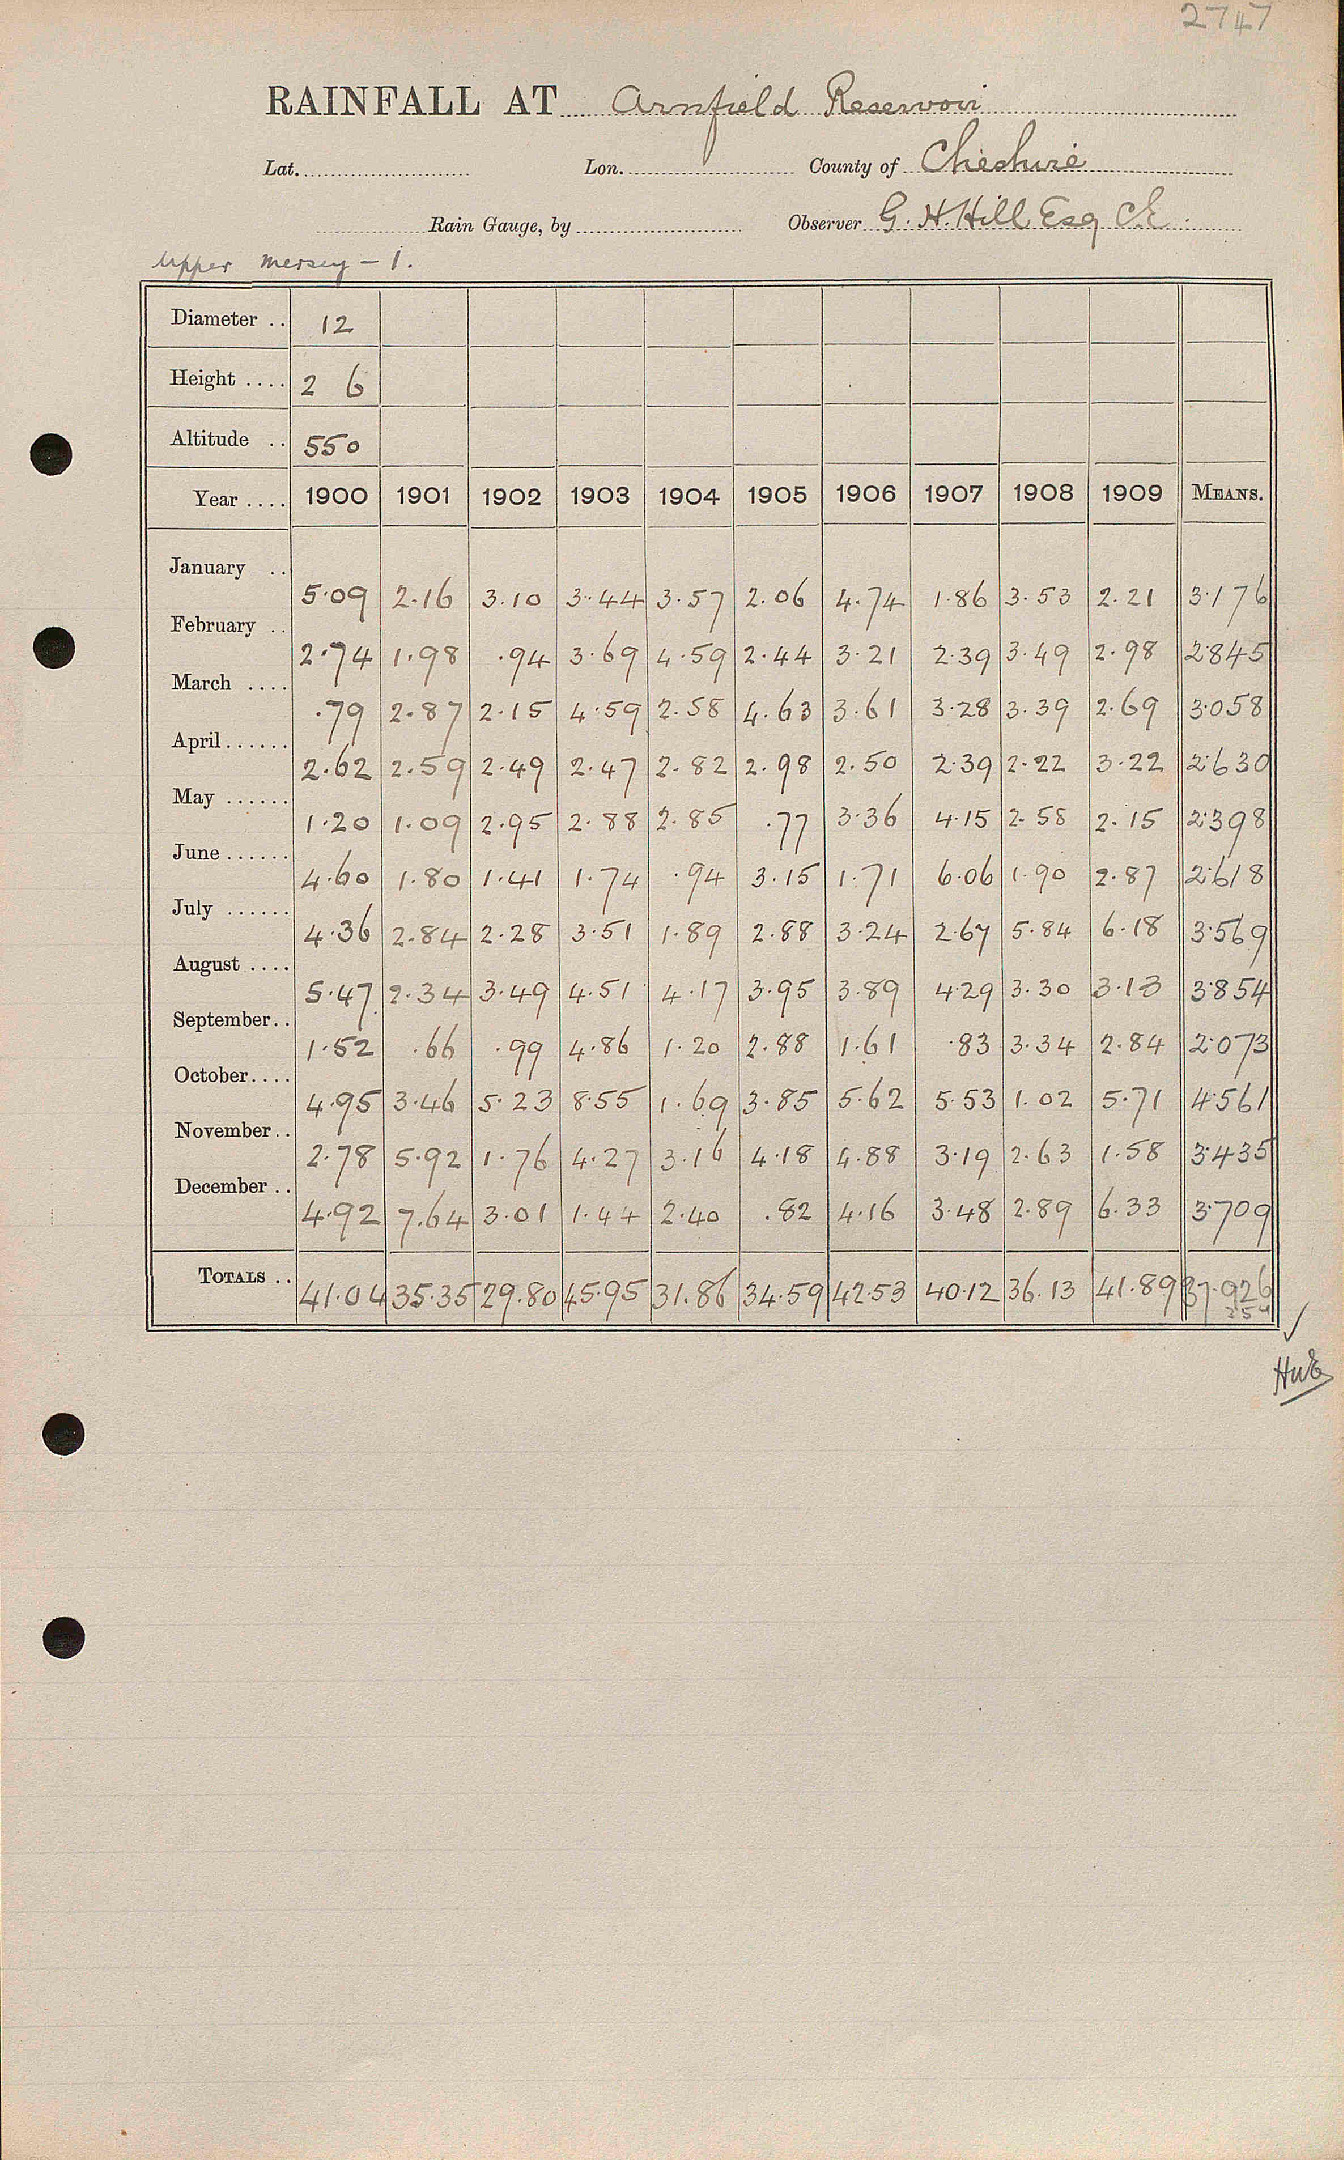 2747
RAINFALL AT Arnfield Reservoir
Lat. Lon. County of Cheshire
Rain Gauge, by Observer G. H. Hill Esq C.E.
Upper Mersey - 1.
Diameter .. 12
Height .... 2 6
Altitude .. 550
Year .... 1900 1901 1902 1903 1904 1905 1906 1907 1908 1909 MEANS.
January .. 5.09 2.16 3.10 3.44 3.57 2.06 4.74 1.86 3.53 2.21 3.176
February .. 2.74 1.98 .94 3.69 4.59 2.44 3.21 2.39 3.49 2.98 2.845
March .... .79 2.87 2.15 4.59 2.58 4.63 3.61 3.28 3.39 2.69 3.058
April...... 2.62 2.59 2.49 2.47 2.82 2.98 2.50 2.39 2.22 3.22 2.630
May ...... 1.20 1.09 2.95 2.88 2.85 .77 3.36 4.15 2.58 2.15 2.398
June ...... 4.60 1.80 1.41 1.74 .94 3.15 1.71 6.06 1.90 2.87 2.618
July ...... 4.36 2.84 2.28 3.51 1.89 2.88 3.24 2.67 5.84 6.18 3.569
August .... 5.47 2.34 3.49 4.51 4.17 3.95 3.89 4.29 3.30 3.13 3.854
September.. 1.52 .66 .99 4.86 1.20 2.88 1.61 .83 3.34 2.84 2.073
October.... 4.95 3.46 5.23 8.55 1.69 3.85 5.62 5.53 1.02 5.71 4.561
November.. 2.78 5.92 1.76 4.27 3.16 4.18 4.88 3.19 2.63 1.58 3.435
December .. 4.92 7.64 3.01 1.44 2.40 .82 4.16 3.48 2.89 6.33 3.709
TOTALS .. 41.04 35.35 29.80 45.95 31.86 34.59 42.53 40.12 36.13 41.89 37.926